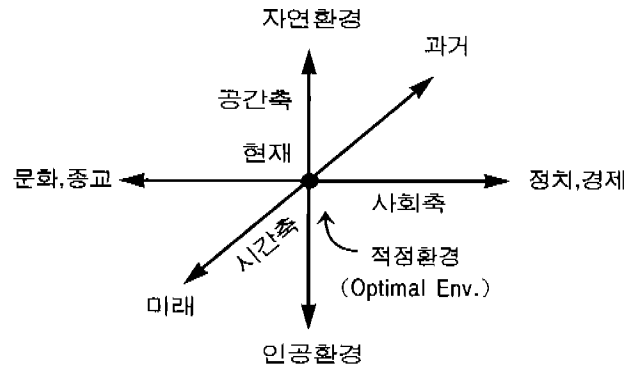 자연환경
과거
공간축
현재
문화,종교
정치,경제
사회축
시간축
적정환경
(Optimal Env.)
미래
인공환경